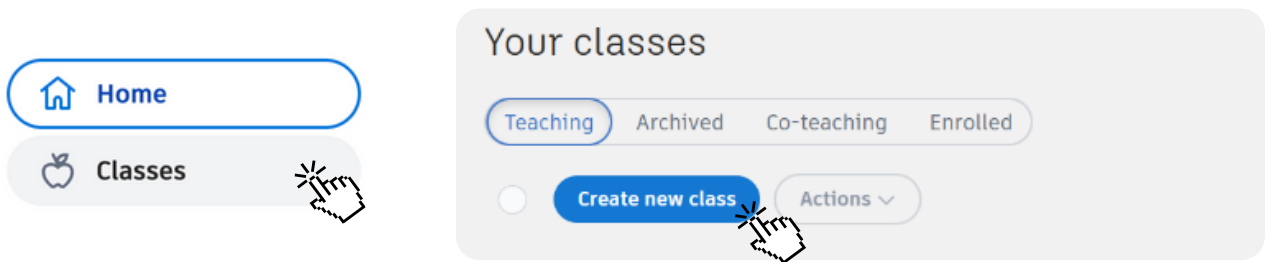 Home
Classes
Your classes
Teaching Archived Co-teaching Enrolled
Create new class Actions